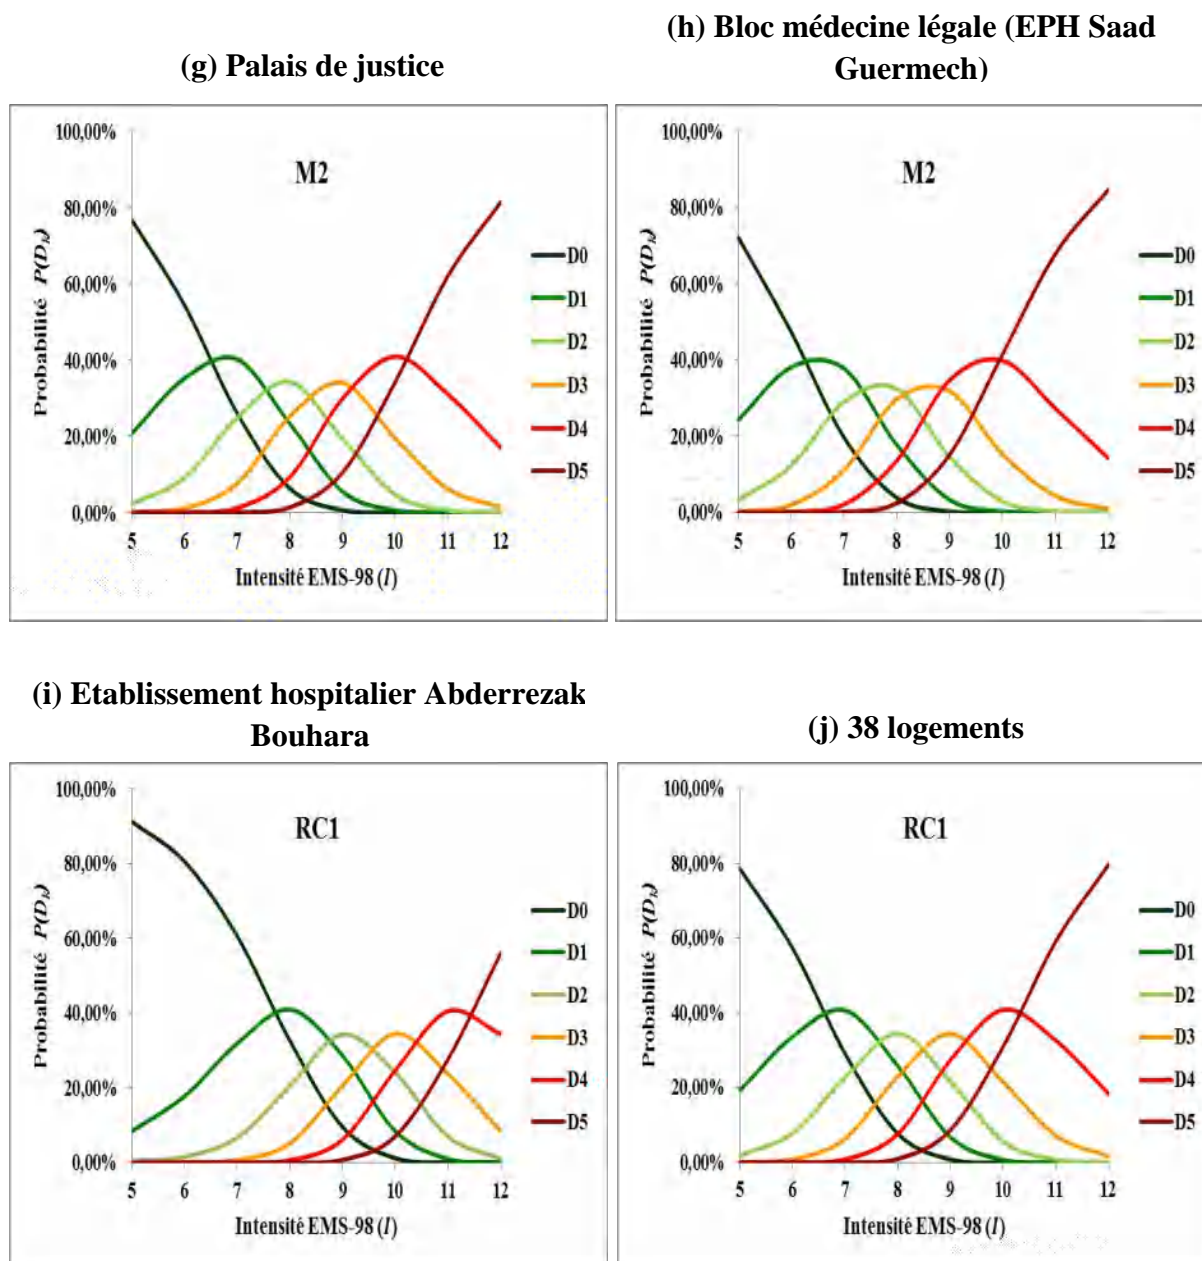 (g) Palais de justice
(h) Bloc médecine légale (EPH Saad
Guermech)
100,00%
80,00%
60,00%
40,00%
20,00%
0,00%
Probabilité P(Dk)
M2
D0
D1
D2
D3
D4
D5
5 6 7 8 9 10 11 12
Intensité EMS-98 (I)
100,00%
80,00%
60,00%
40,00%
20,00%
0,00%
Probabilité P(Dk)
M2
D0
D1
D2
D3
D4
D5
5 6 7 8 9 10 11 12
Intensité EMS-98 (I)
(i) Etablissement hospitalier Abderrezak
Bouhara
(j) 38 logements
100,00%
80,00%
60,00%
40,00%
20,00%
0,00%
Probabilité P(Dk)
RC1
D0
D1
D2
D3
D4
D5
5 6 7 8 9 10 11 12
Intensité EMS-98 (I)
100,00%
80,00%
60,00%
40,00%
20,00%
0,00%
Probabilité P(Dk)
RC1
D0
D1
D2
D3
D4
D5
5 6 7 8 9 10 11 12
Intensité EMS-98 (I)